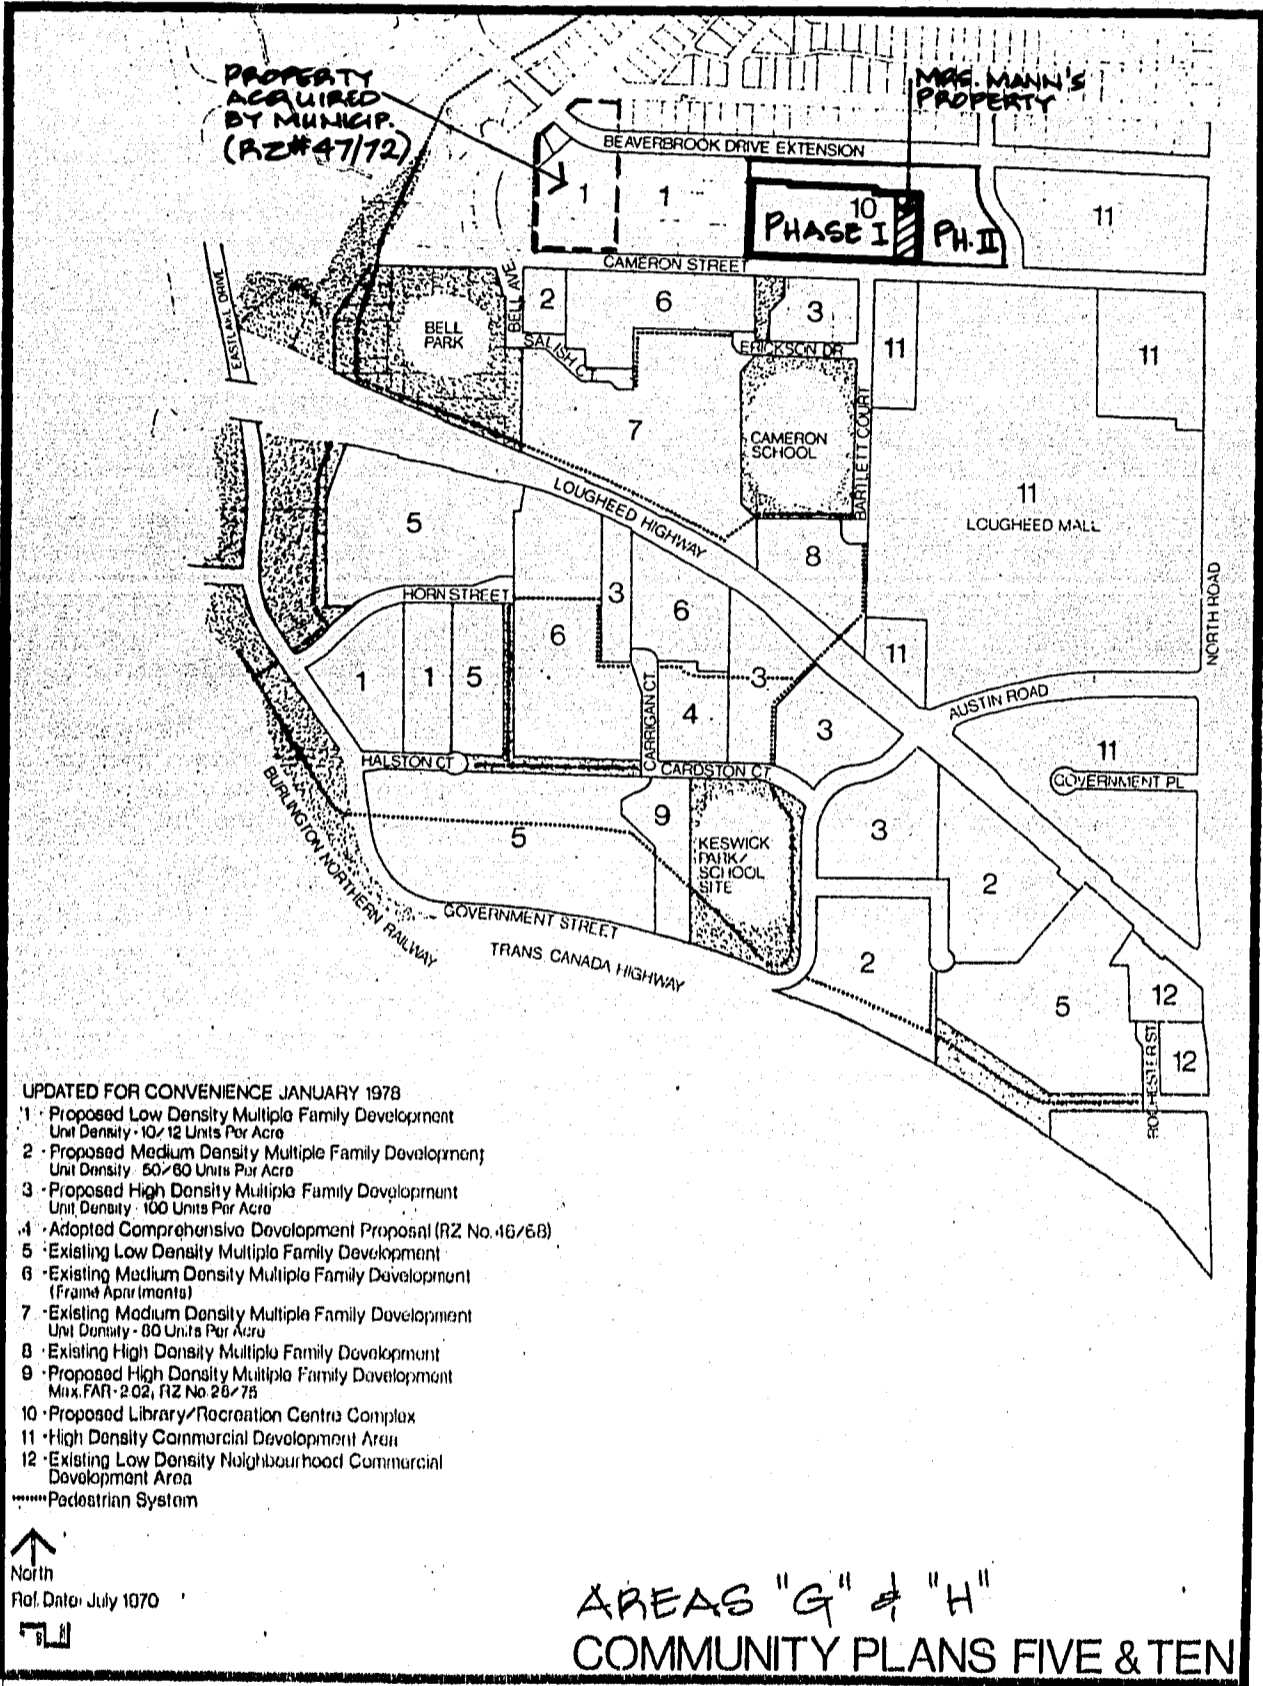 PROPERTY
ACQUIRED
BY MUNICIP.
(RZ#47/72)
MRS. MANN'S
PROPERTY
BEAVERBROOK DRIVE EXTENSION
1
1
10
PHASE I
PH. II
11
CAMERON STREET
EASTLAKE DRIVE
BELL
PARK
BELL AVE.
2
6
3
SALISH CT
ERICKSON DR
11
11
7
CAMERON
SCHOOL
BARTLETT COURT
11
LOUGHEED MALL
NORTH ROAD
5
LOUGHEED HIGHWAY
8
HORN STREET
3
6
6
11
1
1
5
3
CARRIGAN CT.
4
3
AUSTIN ROAD
11
HALSTON CT
CARDSTON CT
GOVERNMENT PL
BURLINGTON NORTHERN RAILWAY
5
9
KESWICK
PARK/
SCHOOL
SITE
3
2
GOVERNMENT STREET
TRANS CANADA HIGHWAY
2
5
12
12
ROCHESTER ST
UPDATED FOR CONVENIENCE JANUARY 1978
1 · Proposed Low Density Multiple Family Development
Unit Density · 10/12 Units Per Acre
2 · Proposed Medium Density Multiple Family Development
Unit Density 50/60 Units Per Acre
3 · Proposed High Density Multiple Family Development
Unit Density 100 Units Per Acre
4 · Adopted Comprehensive Development Proposal (RZ No. 46/68)
5 · Existing Low Density Multiple Family Development
6 · Existing Medium Density Multiple Family Development
(Frame Apartments)
7 · Existing Medium Density Multiple Family Development
Unit Density · 80 Units Per Acre
8 · Existing High Density Multiple Family Development
9 · Proposed High Density Multiple Family Development
Max. FAR · 2.02, RZ No. 28/75
10 · Proposed Library/Recreation Centre Complex
11 · High Density Commercial Development Area
12 · Existing Low Density Neighbourhood Commercial
Development Area
Pedestrian System
North
Ref. Date: July 1970
AREAS "G" & "H"
COMMUNITY PLANS FIVE & TEN